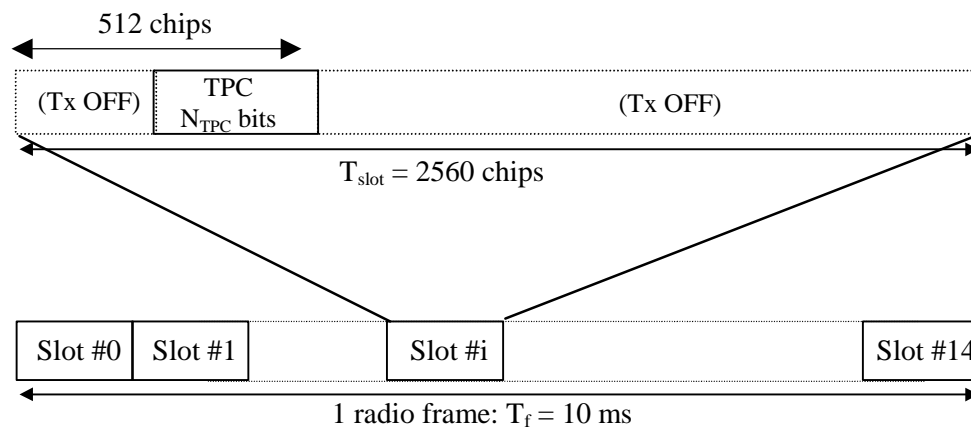 512 chips
(Tx OFF)
TPC
N_TPC bits
(Tx OFF)
T_slot = 2560 chips
Slot #0
Slot #1
Slot #i
Slot #14
1 radio frame: T_f = 10 ms